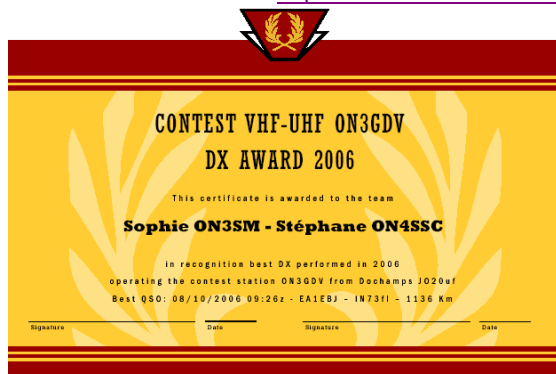 CONTEST VHF-UHF ON3GDV
DX AWARD 2006
This certificate is awarded to the team
Sophie ON3SM - Stéphane ON4SSC
in recognition best DX performed in 2006
operating the contest station ON3GDV from Dochamps JO20uf
Best QSO: 08/10/2006 09:26z - EA1EBJ - IN73fl - 1136 Km
Signature Date Signature Date